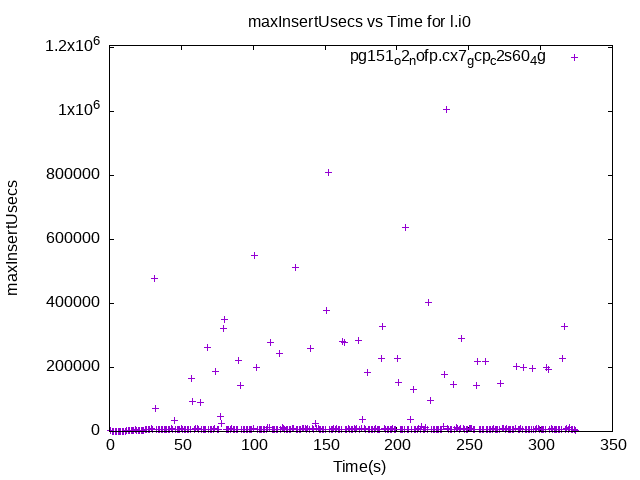 maxInsertUsecs vs Time for l.i0
pg151_o2_nofp.cx7_gcp_c2s60_4g
1.2x10^6
1x10^6
800000
600000
400000
200000
0
maxInsertUsecs
0 50 100 150 200 250 300 350
Time(s)